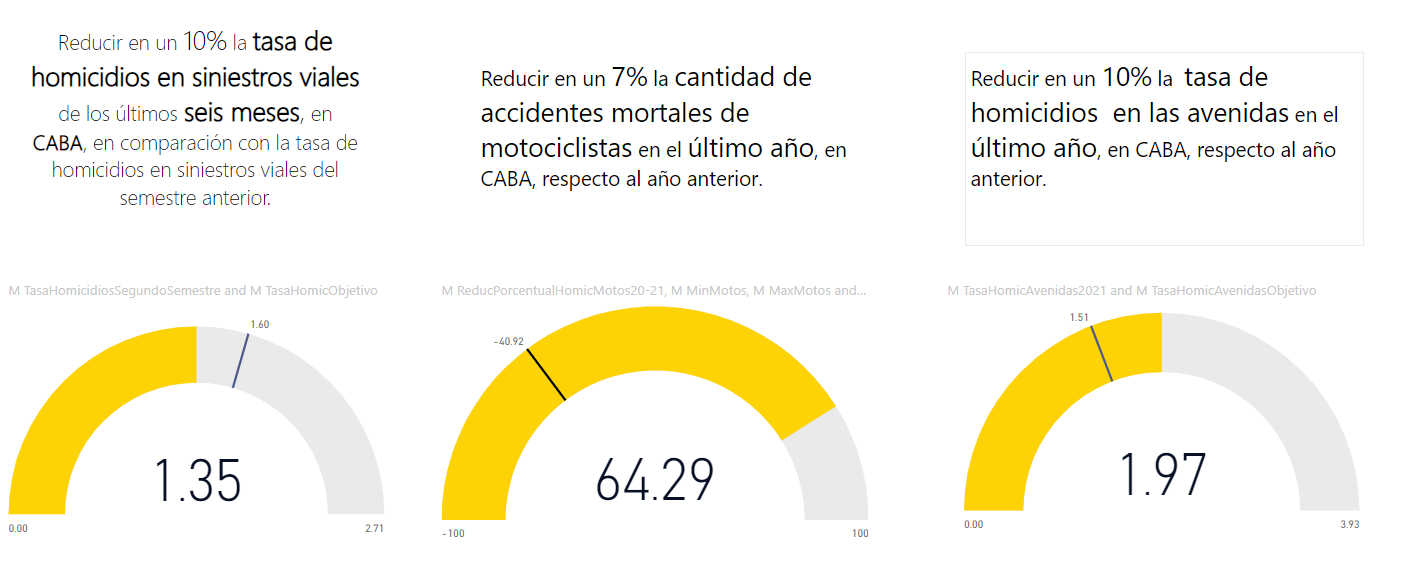 Reducir en un 10% la tasa de
homicidios en siniestros viales
de los últimos seis meses, en
CABA, en comparación con la tasa de
homicidios en siniestros viales del
semestre anterior.
Reducir en un 7% la cantidad de
accidentes mortales de
motociclistas en el último año, en
CABA, respecto al año anterior.
Reducir en un 10% la tasa de
homicidios en las avenidas en el
último año, en CABA, respecto al año
anterior.
M TasaHomicidiosSegundoSemestre and M TasaHomicObjetivo
1.60
1.35
0.00
2.71
M ReducPorcentualHomicMotos20-21, M MinMotos, M MaxMotos and...
-40.92
64.29
-100
100
M TasaHomicAvenidas2021 and M TasaHomicAvenidasObjetivo
1.51
1.97
0.00
3.93